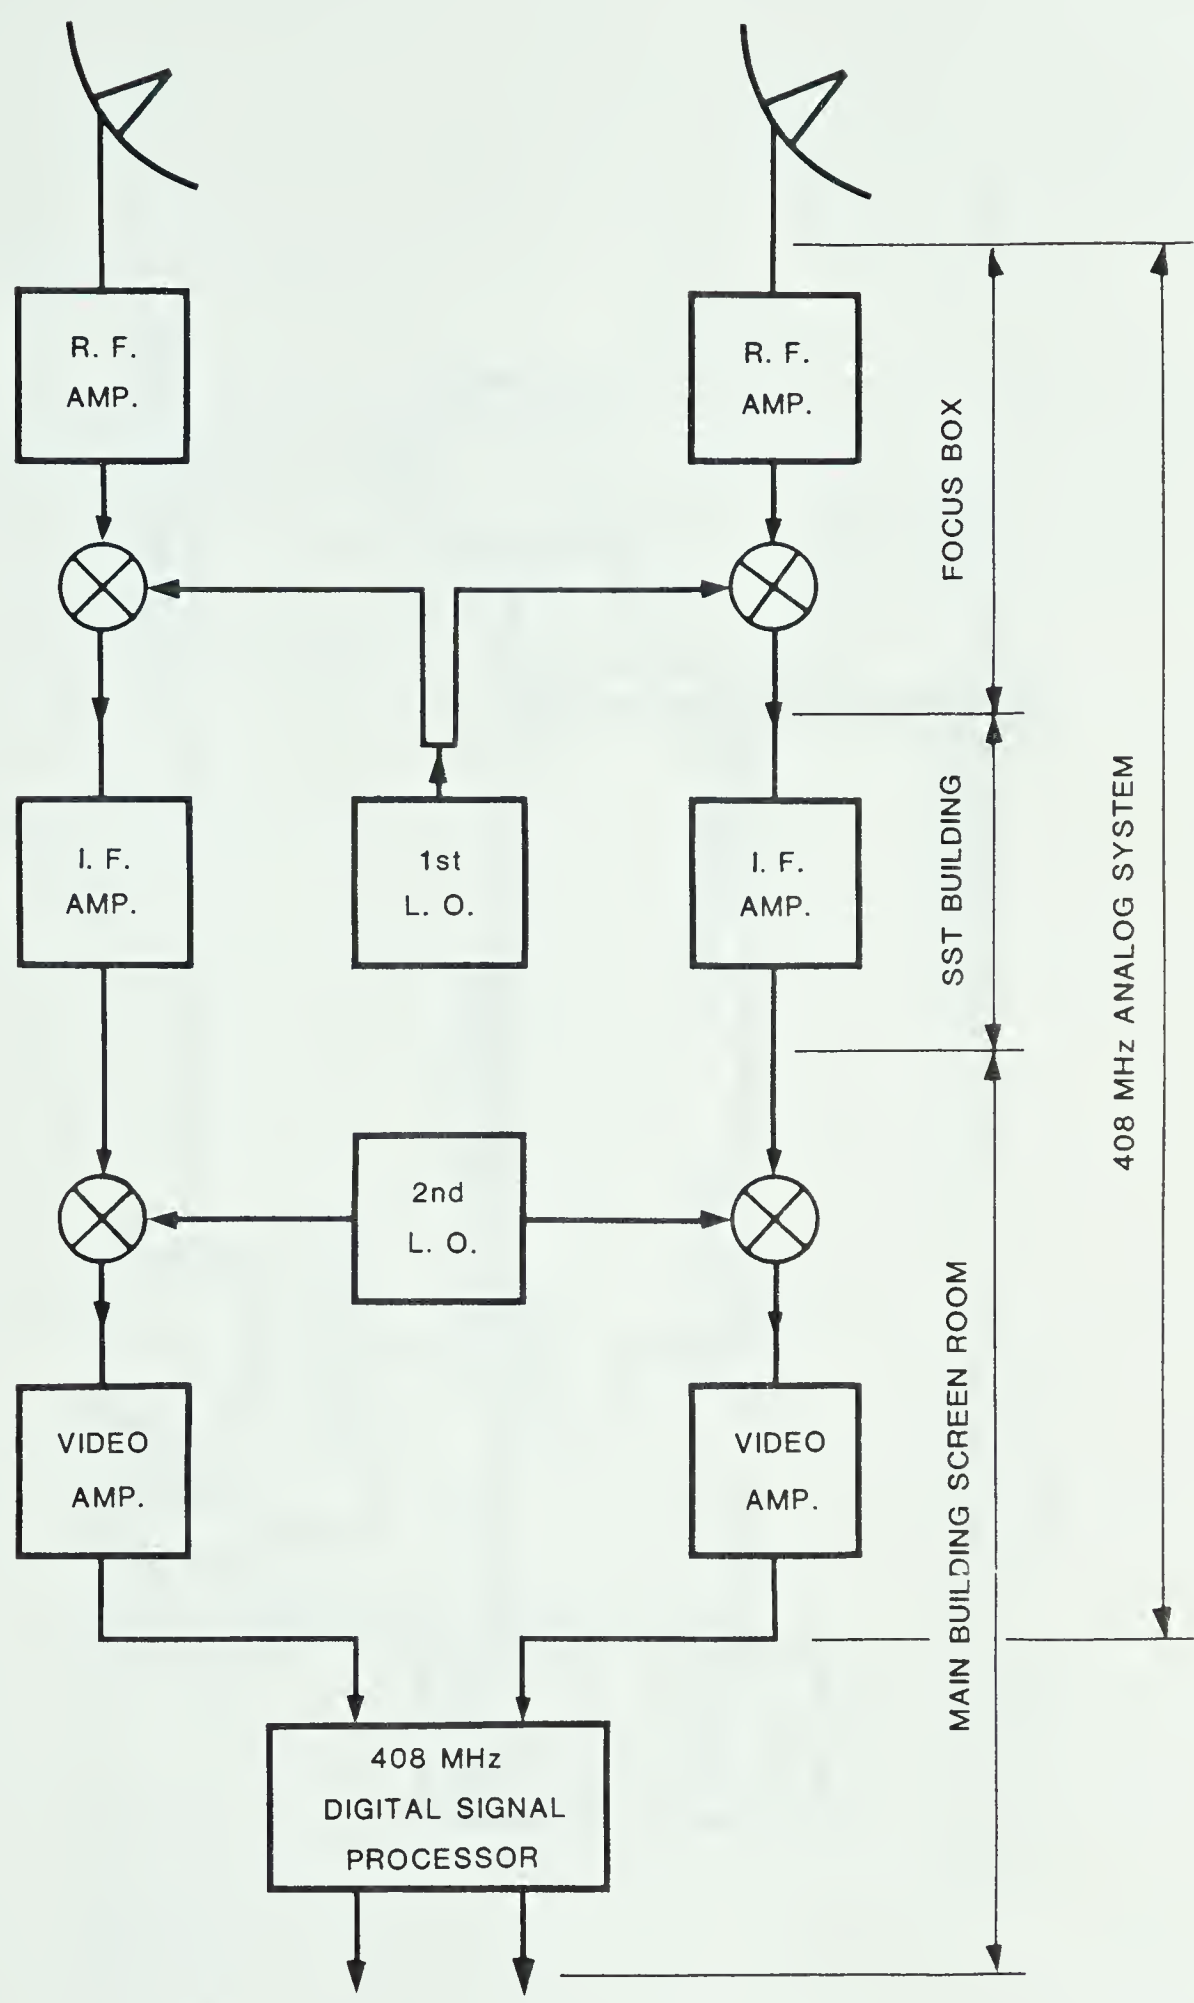 R. F.
AMP.
R. F.
AMP.
FOCUS BOX
I. F.
AMP.
1st
L. O.
I. F.
AMP.
SST BUILDING
408 MHz ANALOG SYSTEM
2nd
L. O.
MAIN BUILDING SCREEN ROOM
VIDEO
AMP.
VIDEO
AMP.
408 MHz
DIGITAL SIGNAL
PROCESSOR